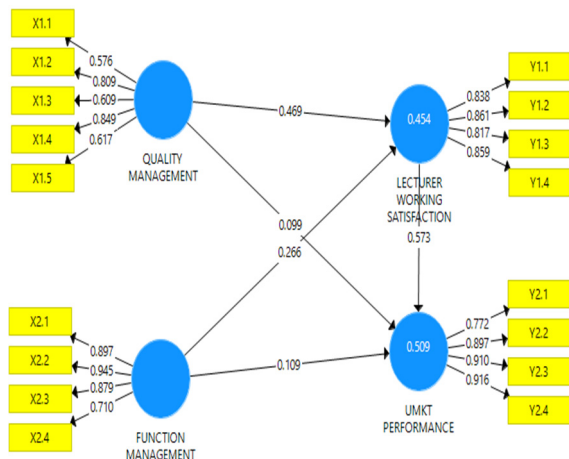 X1.1
X1.2
X1.3
X1.4
X1.5
0.576
0.809
0.609
0.849
0.617
QUALITY
MANAGEMENT
0.469
0.099
0.266
0.454
LECTURER
WORKING
SATISFACTION
0.838
0.861
0.817
0.859
Y1.1
Y1.2
Y1.3
Y1.4
0.573
X2.1
X2.2
X2.3
X2.4
0.897
0.945
0.879
0.710
FUNCTION
MANAGEMENT
0.109
0.509
UMKT
PERFORMANCE
0.772
0.897
0.910
0.916
Y2.1
Y2.2
Y2.3
Y2.4